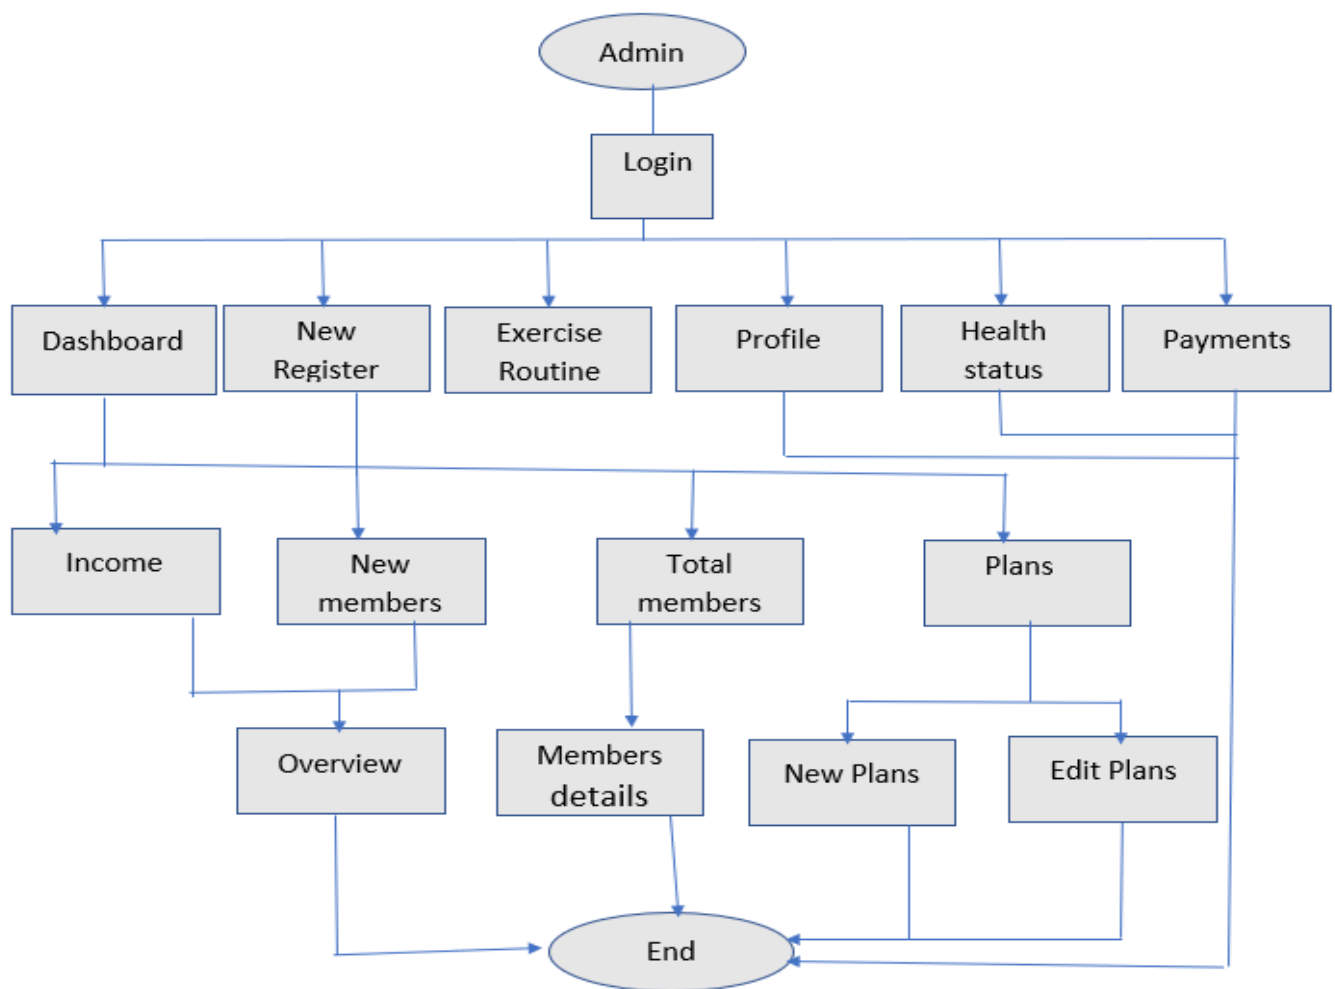 Admin
Login
Dashboard
New
Register
Exercise
Routine
Profile
Health
status
Payments
Income
New
members
Total
members
Plans
Overview
Members
details
New Plans
Edit Plans
End